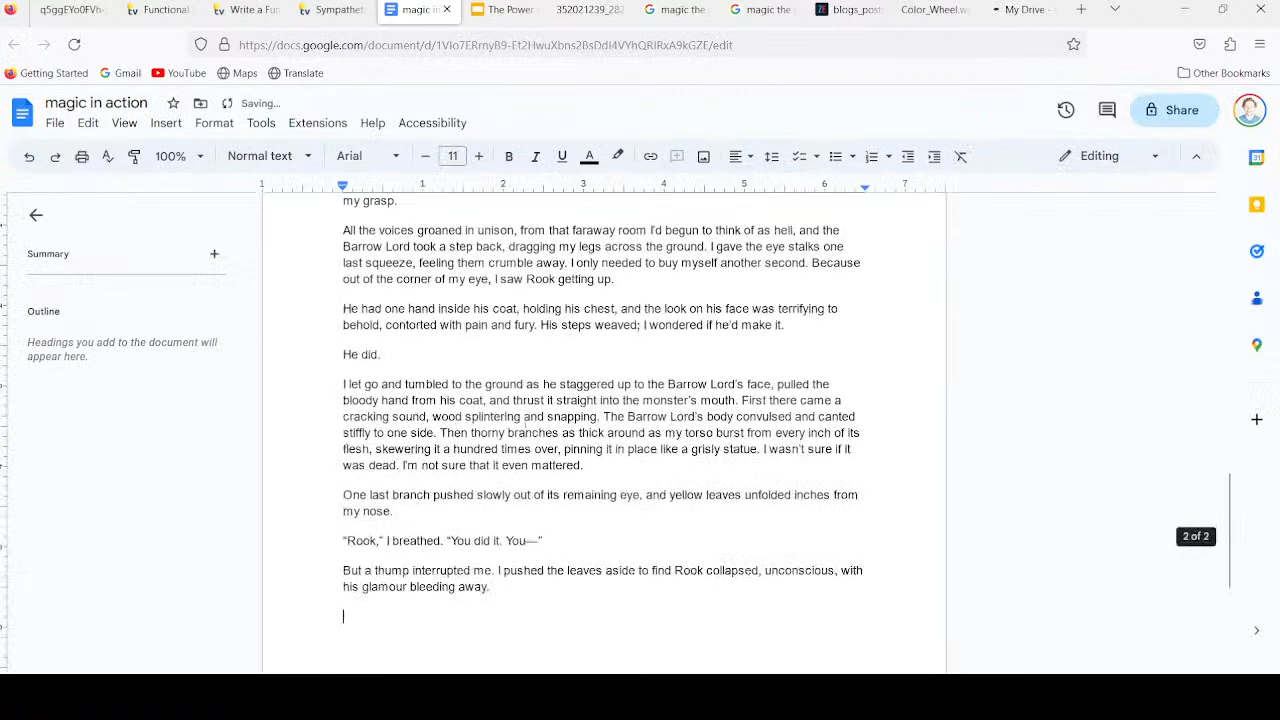 q5ggEYo0FVh-
Functional
Write a Fun
Sympathet
magic in
The Power
352021239_282
magic the
magic the
blogs_posts
Color_Wheel.w
My Drive -
https://docs.google.com/document/d/1VIo7ERrnyB9-Et2HwuXbos2BsDdI4VYhQRIRxA9kGZE/edit
Getting Started
Gmail
YouTube
Maps
Translate
Other Bookmarks
magic in action
Saving...
File Edit View Insert Format Tools Extensions Help Accessibility
Share
100% Normal text Arial 11 Editing
1 1 2 3 4 5 6 7
Summary
Outline
Headings you add to the document will
appear here.
my grasp.
All the voices groaned in unison, from that faraway room I'd begun to think of as hell, and the
Barrow Lord took a step back, dragging my legs across the ground. I gave the eye stalks one
last squeeze, feeling them crumble away. I only needed to buy myself another second. Because
out of the corner of my eye, I saw Rook getting up.
He had one hand inside his coat, holding his chest, and the look on his face was terrifying to
behold, contorted with pain and fury. His steps weaved; I wondered if he'd make it.
He did.
I let go and tumbled to the ground as he staggered up to the Barrow Lord's face, pulled the
bloody hand from his coat, and thrust it straight into the monster's mouth. First there came a
cracking sound, wood splintering and snapping. The Barrow Lord's body convulsed and canted
stiffly to one side. Then thorny branches as thick around as my torso burst from every inch of its
flesh, skewering it a hundred times over, pinning it in place like a grisly statue. I wasn't sure if it
was dead. I'm not sure that it even mattered.
One last branch pushed slowly out of its remaining eye, and yellow leaves unfolded inches from
my nose.
“Rook,” I breathed. “You did it. You—”
But a thump interrupted me. I pushed the leaves aside to find Rook collapsed, unconscious, with
his glamour bleeding away.
2 of 2